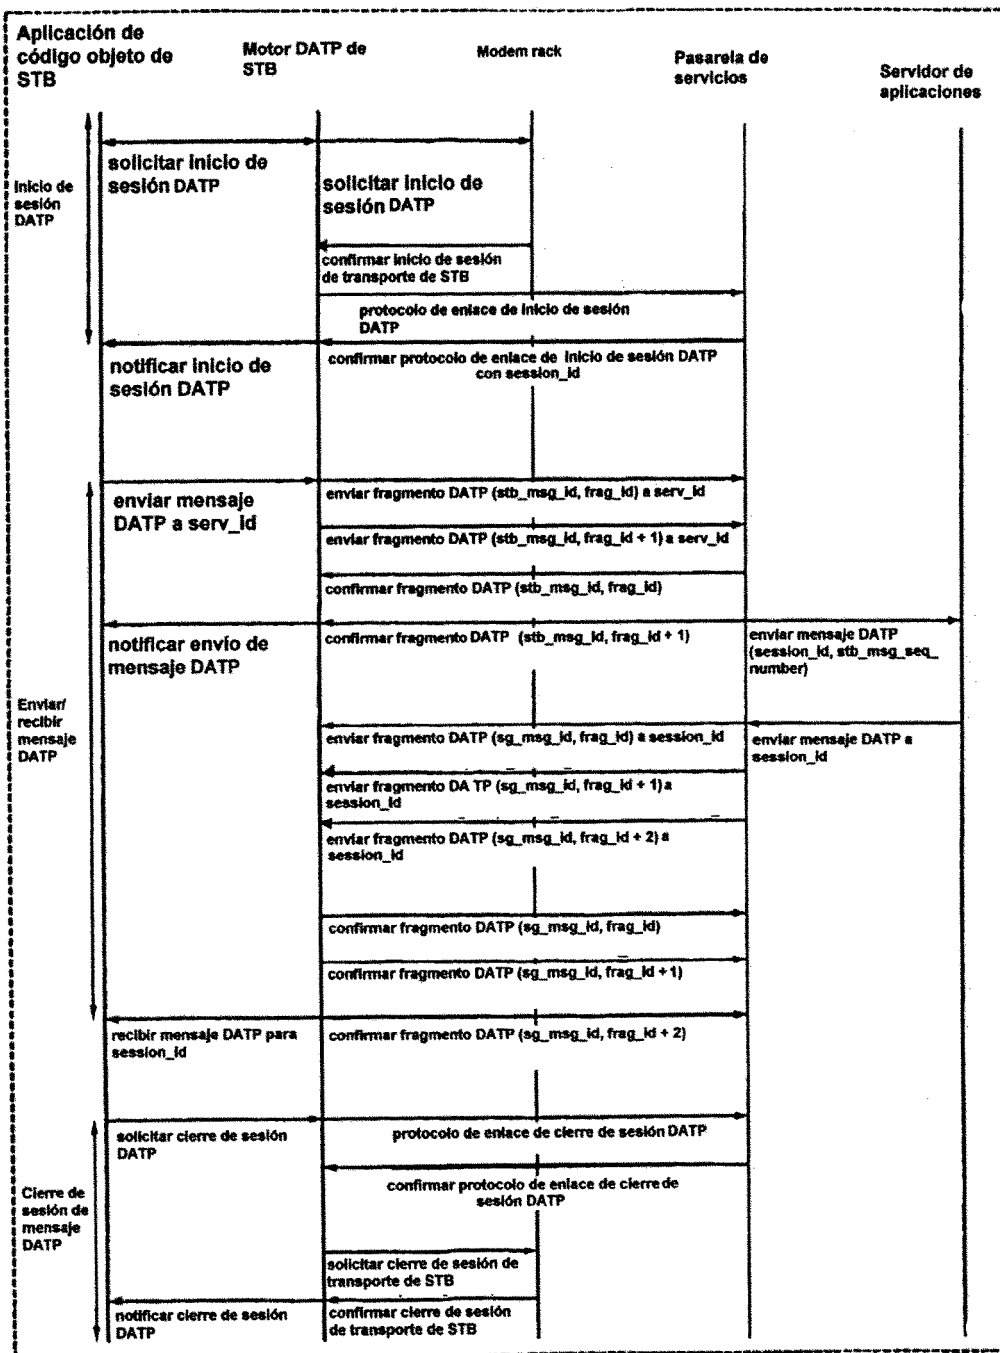 Aplicación de
código objeto de
STB
Motor DATP de
STB
Modem rack
Pasarela de
servicios
Servidor de
aplicaciones
Inicio de
sesión
DATP
solicitar inicio de
sesión DATP
solicitar inicio de
sesión DATP
confirmar inicio de sesión
de transporte de STB
protocolo de enlace de inicio de sesión
DATP
notificar inicio de
sesión DATP
confirmar protocolo de enlace de inicio de sesión DATP
con session_id
Enviar/
recibir
mensaje
DATP
enviar mensaje
DATP a serv_id
enviar fragmento DATP (stb_msg_id, frag_id) a serv_id
enviar fragmento DATP (stb_msg_id, frag_id + 1) a serv_id
confirmar fragmento DATP (stb_msg_id, frag_id)
notificar envío de
mensaje DATP
confirmar fragmento DATP (stb_msg_id, frag_id + 1)
enviar mensaje DATP
(session_id, stb_msg_seq_
number)
enviar fragmento DATP (sg_msg_id, frag_id) a session_id
enviar mensaje DATP a
session_id
enviar fragmento DA TP (sg_msg_id, frag_id + 1) a
session_id
enviar fragmento DATP (sg_msg_id, frag_id + 2) a
session_id
confirmar fragmento DATP (sg_msg_id, frag_id)
confirmar fragmento DATP (sg_msg_id, frag_id + 1)
recibir mensaje DATP para
session_id
confirmar fragmento DATP (sg_msg_id, frag_id + 2)
Cierre de
sesión de
mensaje
DATP
solicitar cierre de sesión
DATP
protocolo de enlace de cierre de sesión DATP
confirmar protocolo de enlace de cierre de
sesión DATP
solicitar cierre de sesión de
transporte de STB
notificar cierre de sesión
DATP
confirmar cierre de sesión
de transporte de STB